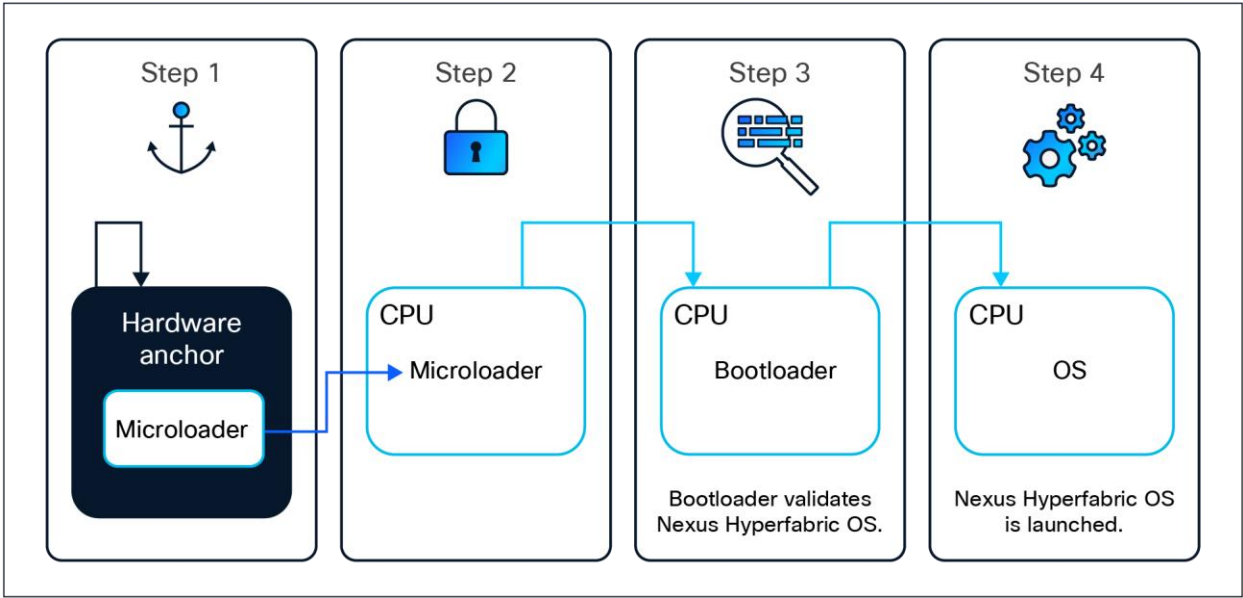 Step 1
Hardware
anchor
Microloader
Step 2
CPU
Microloader
Step 3
CPU
Bootloader
Bootloader validates
Nexus Hyperfabric OS.
Step 4
CPU
OS
Nexus Hyperfabric OS
is launched.